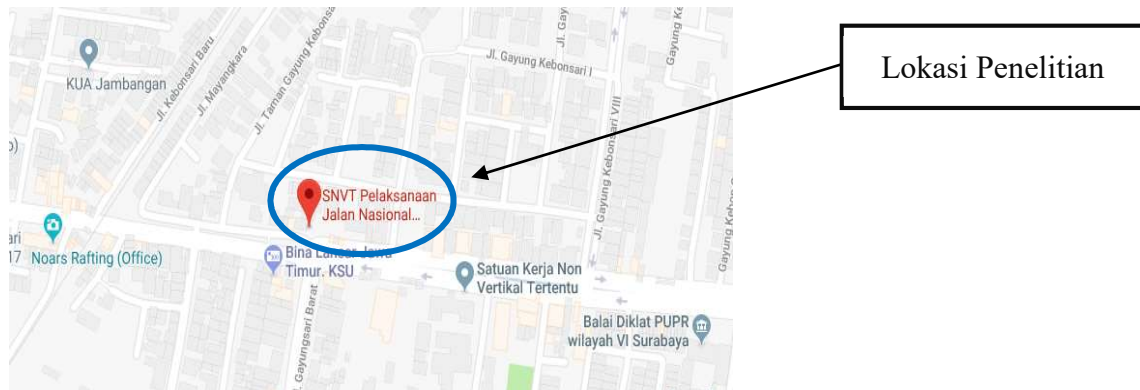 Lokasi Penelitian
KUA Jambangan
Jl. Kebonsari Baru
Jl. Mayangkara
Jl. Taman Gayung Kebonsari
Jl. Gayung Kebonsari I
Jl. Gayung Kebonsari VIII
SNVT Pelaksanaan
Jalan Nasional...
17
Noars Rafting (Office)
Bina
Timur. KSU
Satuan Kerja Non
Vertikal Tertentu
Balai Diklat PUPR
wilayah VI Surabaya
Gayungsari Barat